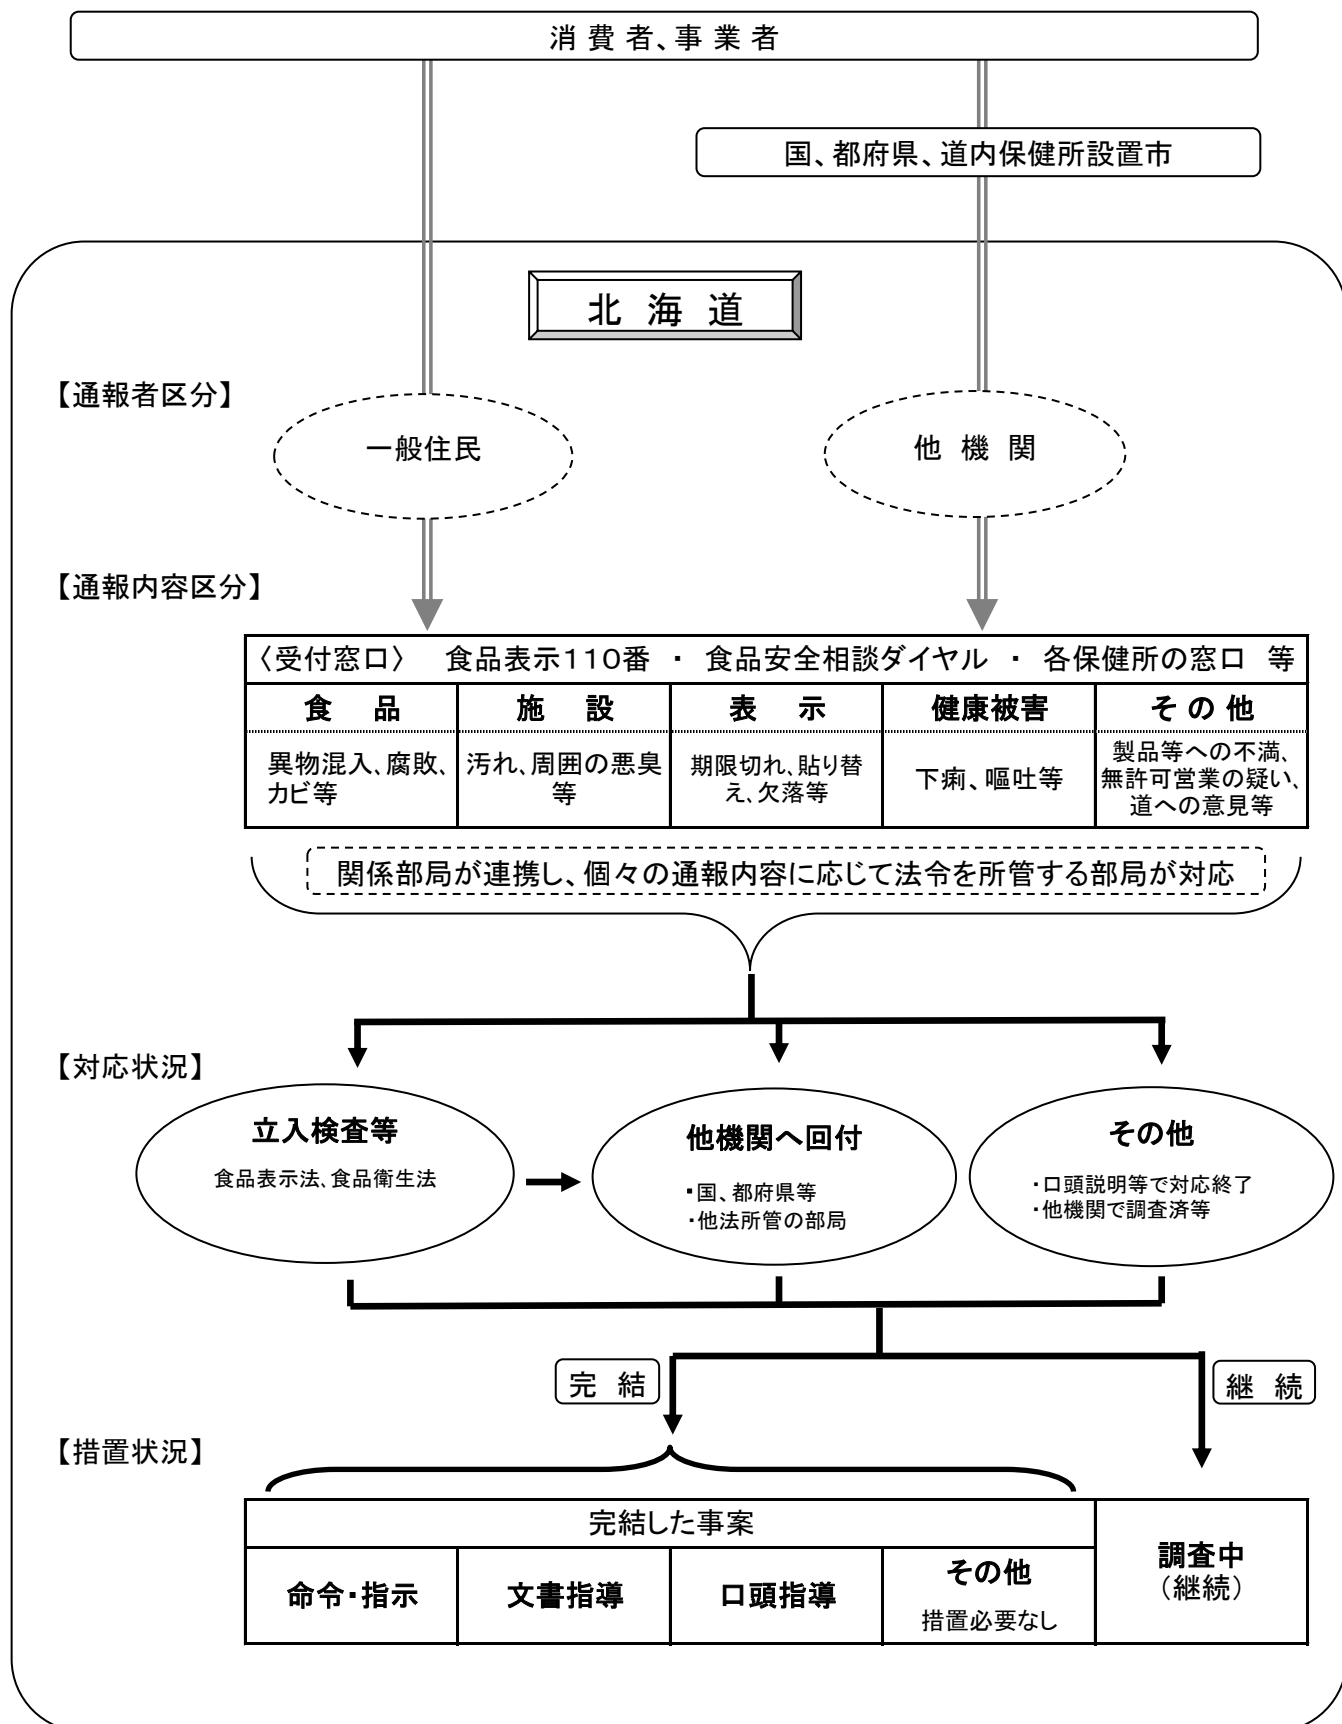 消 費 者、事 業 者
国、都府県、道内保健所設置市
北 海 道
【通報者区分】
一般住民
他 機 関
【通報内容区分】
〈受付窓口〉 食品表示110番 ・ 食品安全相談ダイヤル ・ 各保健所の窓口 等
食 品
施 設
表 示
健康被害
そ の 他
異物混入、腐敗、
カビ等
汚れ、周囲の悪臭
等
期限切れ、貼り替
え、欠落等
下痢、嘔吐等
製品等への不満、
無許可営業の疑い、
道への意見等
関係部局が連携し、個々の通報内容に応じて法令を所管する部局が対応
【対応状況】
立入検査等
食品表示法、食品衛生法
他機関へ回付
・国、都府県等
・他法所管の部局
その他
・口頭説明等で対応終了
・他機関で調査済等
完 結
継 続
【措置状況】
完結した事案
命令・指示
文書指導
口頭指導
その他
措置必要なし
調査中
(継続)